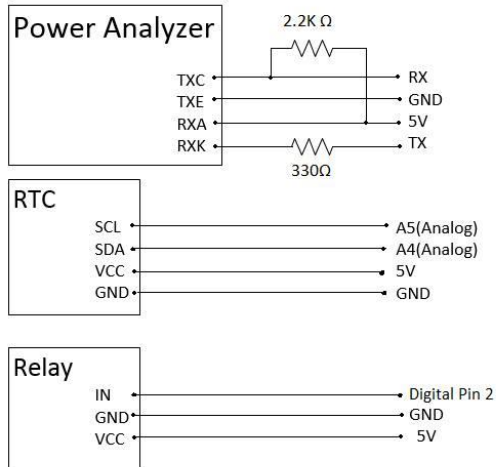 Power Analyzer
2.2K Ω
TXC RX
TXE GND
RXA 5V
RXK TX
330Ω
RTC
SCL A5(Analog)
SDA A4(Analog)
VCC 5V
GND GND
Relay
IN Digital Pin 2
GND GND
VCC 5V